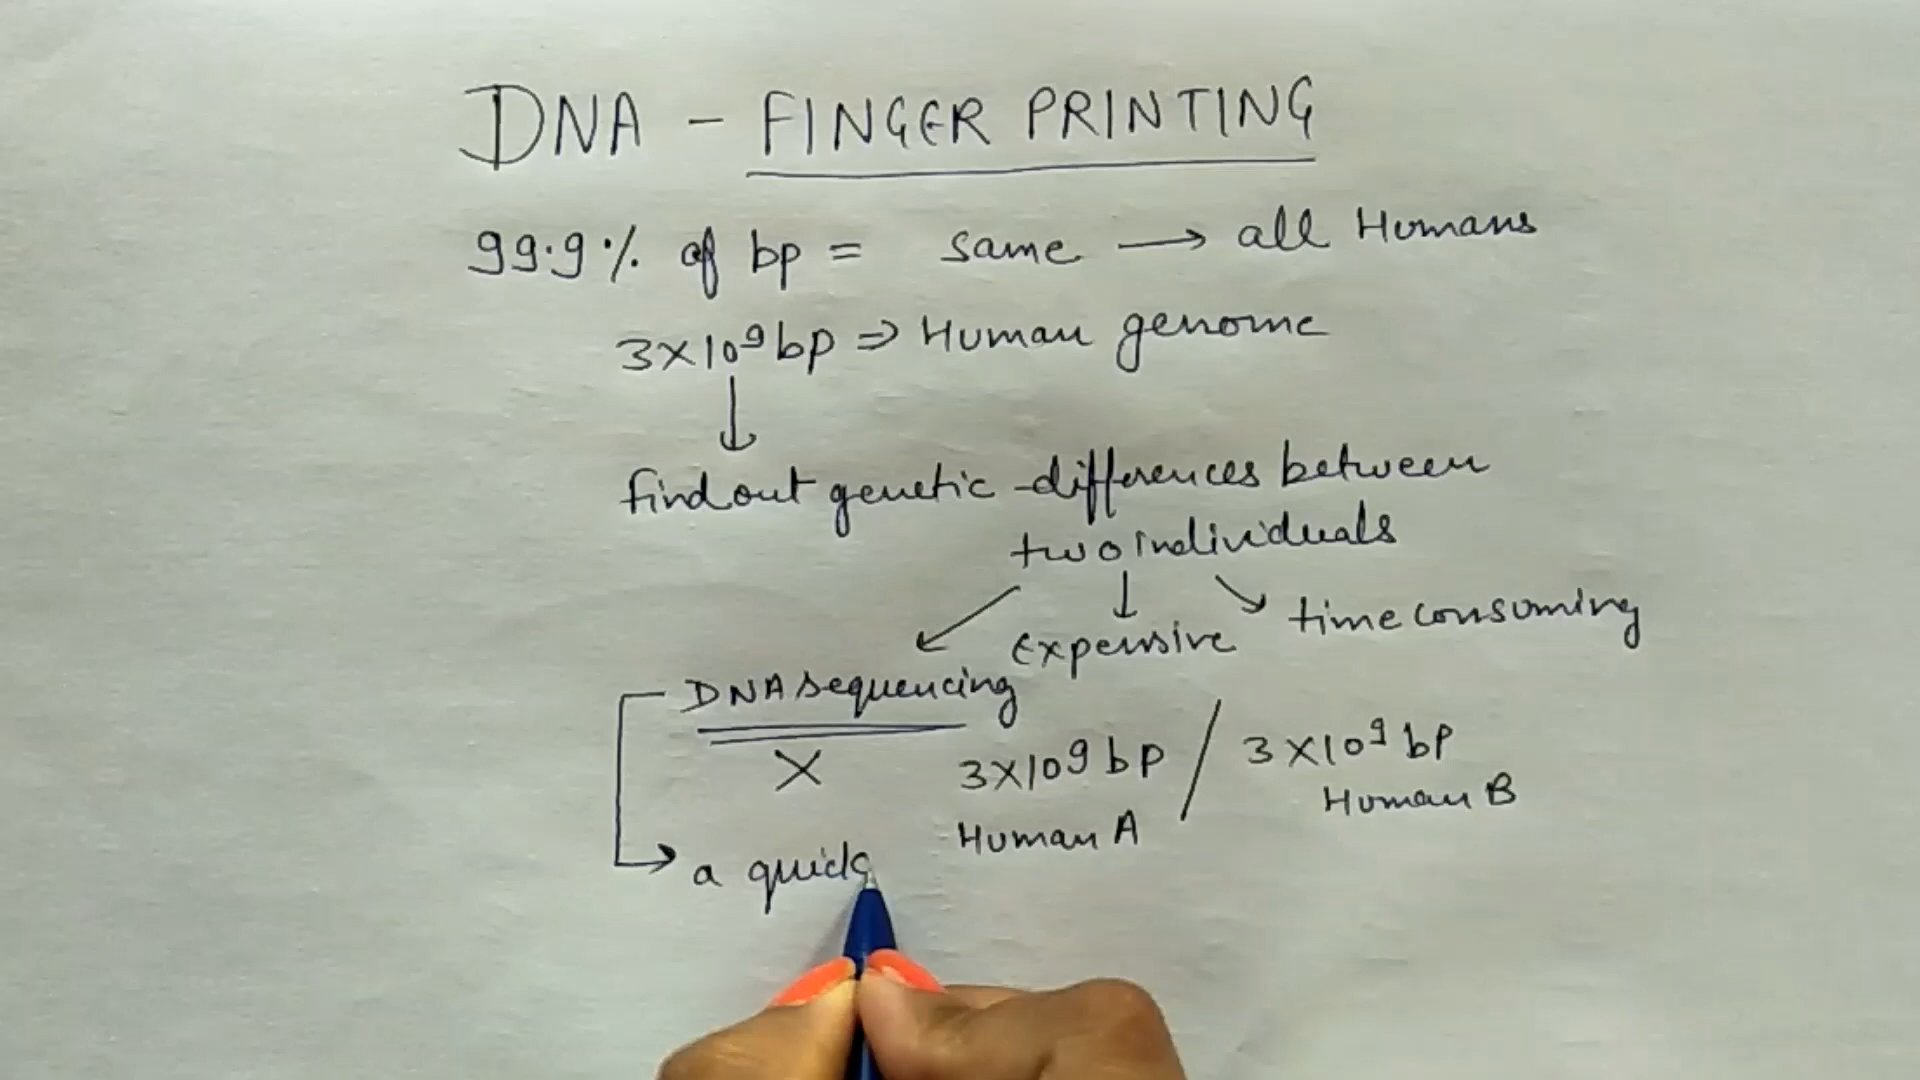 DNA - FINGER PRINTING
99.9% of bp = same → all Humans
3×10⁹ bp ⇒ Human genome
↓
find out genetic differences between
two individuals
time consuming
Expensive
DNA sequencing
X
3×10⁹ bp / 3×10⁹ bp
Human A Human B
→ a quick